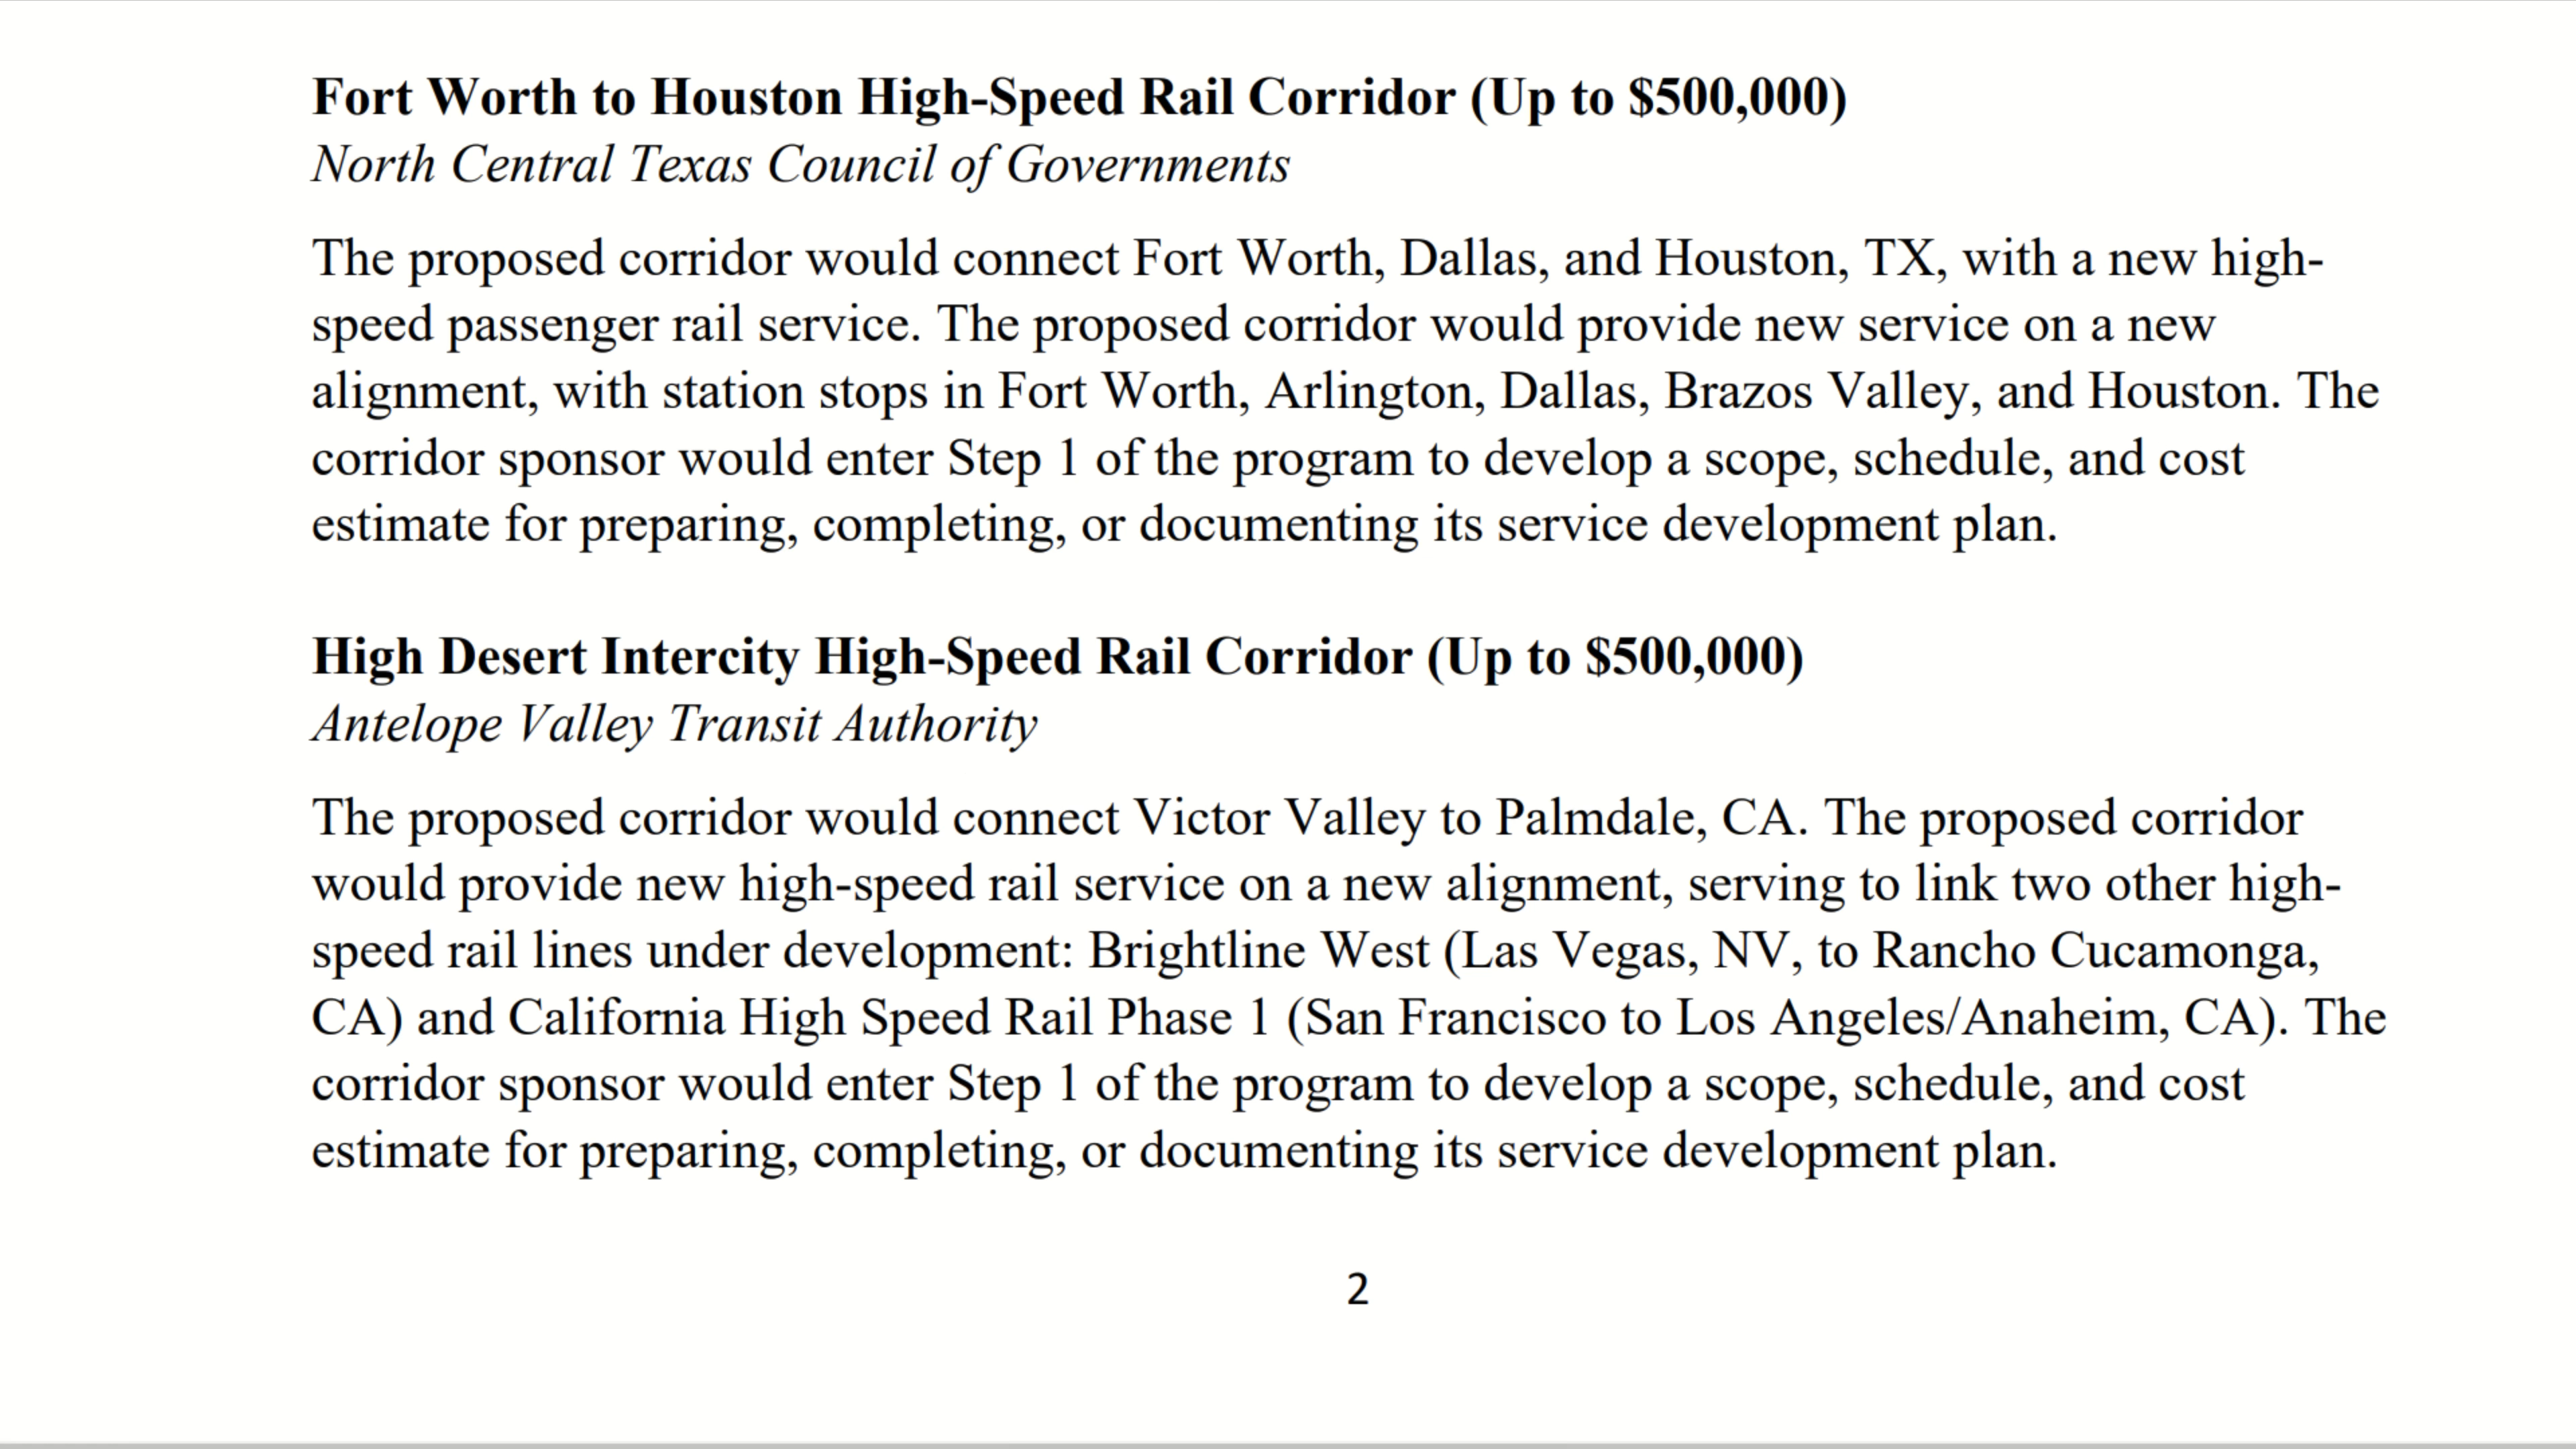 Fort Worth to Houston High-Speed Rail Corridor (Up to $500,000)
North Central Texas Council of Governments
The proposed corridor would connect Fort Worth, Dallas, and Houston, TX, with a new high-
speed passenger rail service. The proposed corridor would provide new service on a new
alignment, with station stops in Fort Worth, Arlington, Dallas, Brazos Valley, and Houston. The
corridor sponsor would enter Step 1 of the program to develop a scope, schedule, and cost
estimate for preparing, completing, or documenting its service development plan.
High Desert Intercity High-Speed Rail Corridor (Up to $500,000)
Antelope Valley Transit Authority
The proposed corridor would connect Victor Valley to Palmdale, CA. The proposed corridor
would provide new high-speed rail service on a new alignment, serving to link two other high-
speed rail lines under development: Brightline West (Las Vegas, NV, to Rancho Cucamonga,
CA) and California High Speed Rail Phase 1 (San Francisco to Los Angeles/Anaheim, CA). The
corridor sponsor would enter Step 1 of the program to develop a scope, schedule, and cost
estimate for preparing, completing, or documenting its service development plan.
2